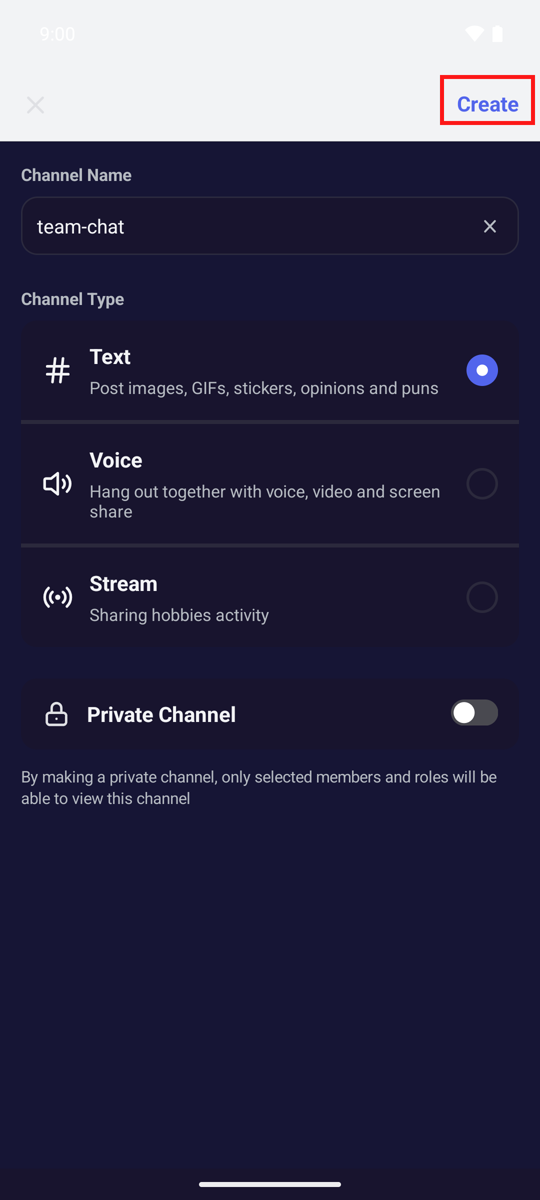 9:00
Create
Channel Name
team-chat
Channel Type
Text
Post images, GIFs, stickers, opinions and puns
Voice
Hang out together with voice, video and screen
share
Stream
Sharing hobbies activity
Private Channel
By making a private channel, only selected members and roles will be
able to view this channel